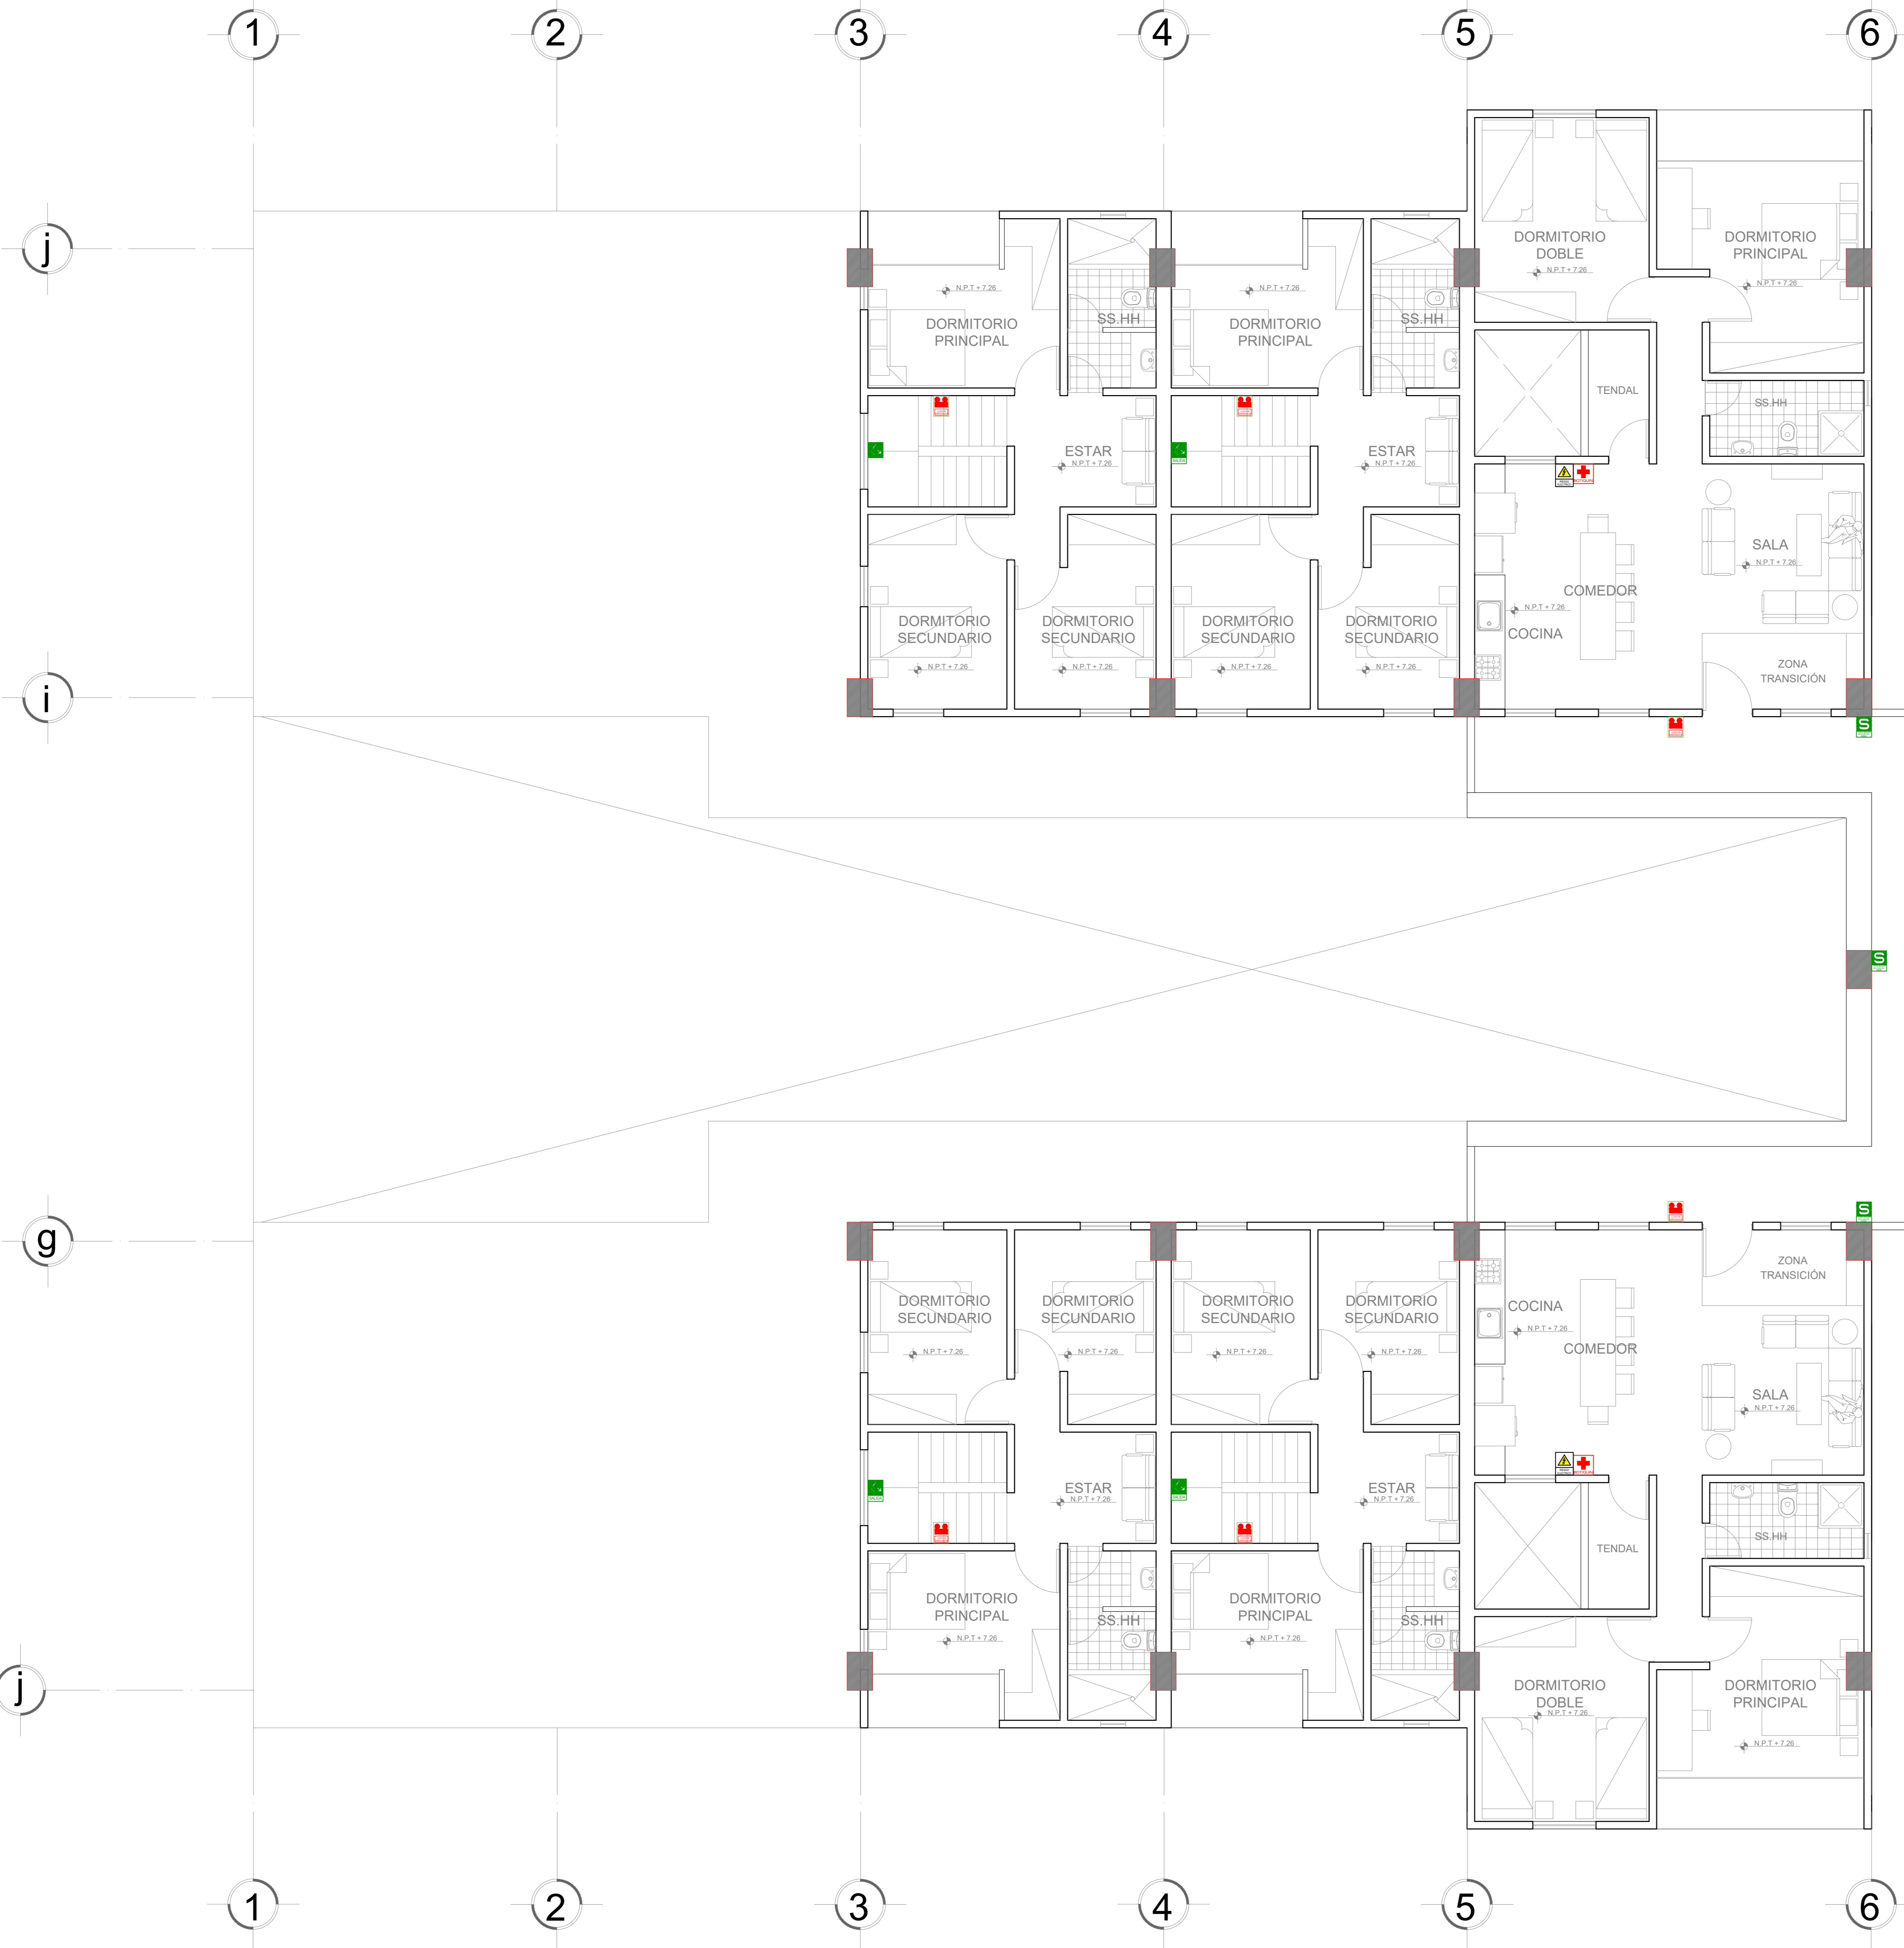 1 2 3 4 5 6
j
DORMITORIO
DOBLE
N.P.T + 7.26
DORMITORIO
PRINCIPAL
N.P.T + 7.26
N.P.T + 7.26
DORMITORIO
PRINCIPAL
SS.HH
N.P.T + 7.26
DORMITORIO
PRINCIPAL
SS.HH
TENDAL
SS.HH
ESTAR
N.P.T + 7.26
SALIDA
ESTAR
N.P.T + 7.26
BOTIQUIN
SALA
N.P.T + 7.26
COMEDOR
N.P.T + 7.26
COCINA
DORMITORIO
SECUNDARIO
N.P.T + 7.26
DORMITORIO
SECUNDARIO
N.P.T + 7.26
DORMITORIO
SECUNDARIO
N.P.T + 7.26
DORMITORIO
SECUNDARIO
N.P.T + 7.26
ZONA
TRANSICIÓN
i
S
S
S
g
ZONA
TRANSICIÓN
DORMITORIO
SECUNDARIO
N.P.T + 7.26
DORMITORIO
SECUNDARIO
N.P.T + 7.26
DORMITORIO
SECUNDARIO
N.P.T + 7.26
DORMITORIO
SECUNDARIO
N.P.T + 7.26
COCINA
N.P.T + 7.26
COMEDOR
SALA
N.P.T + 7.26
BOTIQUIN
SALIDA
ESTAR
N.P.T + 7.26
SALIDA
ESTAR
N.P.T + 7.26
TENDAL
SS.HH
DORMITORIO
PRINCIPAL
N.P.T + 7.26
SS.HH
DORMITORIO
PRINCIPAL
N.P.T + 7.26
SS.HH
j
DORMITORIO
DOBLE
N.P.T + 7.26
DORMITORIO
PRINCIPAL
N.P.T + 7.26
1 2 3 4 5 6